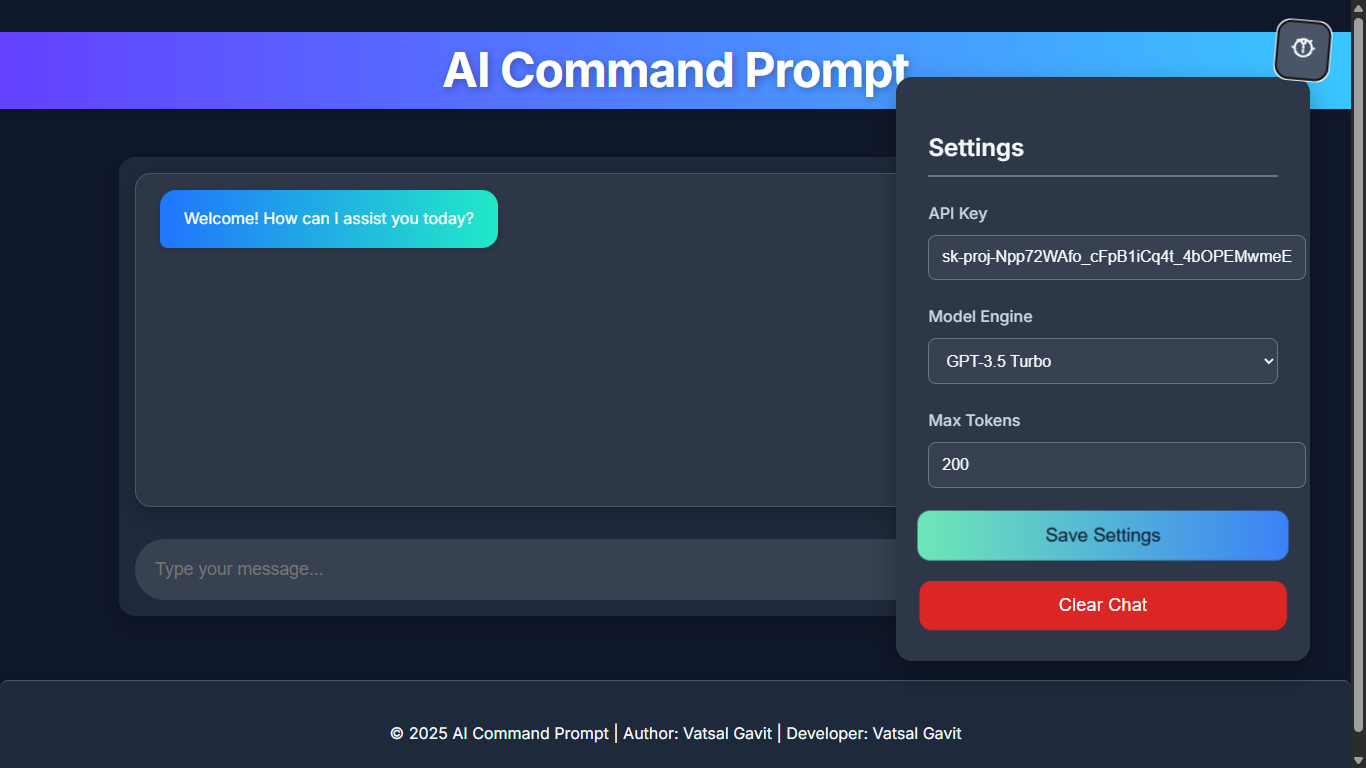 AI Command Prompt
Welcome! How can I assist you today?
Type your message...
Settings
API Key
sk-proj-Npp72WAfo_cFpB1iCq4t_4bOPEMwmeE
Model Engine
GPT-3.5 Turbo
Max Tokens
200
Save Settings
Clear Chat
© 2025 AI Command Prompt | Author: Vatsal Gavit | Developer: Vatsal Gavit